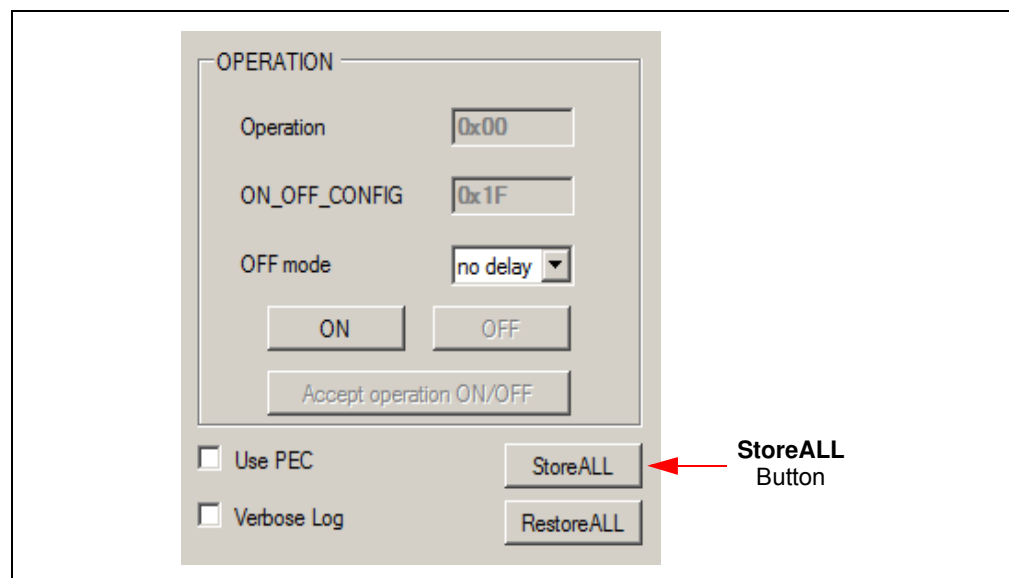 OPERATION
Operation 0x00
ON_OFF_CONFIG 0x1F
OFF mode no delay
ON OFF
Accept operation ON/OFF
Use PEC StoreALL
StoreALL
Button
Verbose Log RestoreALL